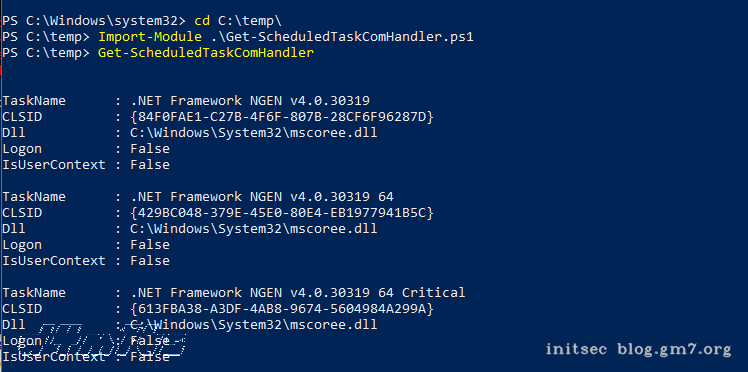 PS C:\Windows\system32> cd C:\temp\
PS C:\temp> Import-Module .\Get-ScheduledTaskComHandler.ps1
PS C:\temp> Get-ScheduledTaskComHandler
TaskName      : .NET Framework NGEN v4.0.30319
CLSID         : {84F0FAE1-C27B-4F6F-807B-28CF6F96287D}
Dll           : C:\Windows\System32\mscoree.dll
Logon         : False
IsUserContext : False
TaskName      : .NET Framework NGEN v4.0.30319 64
CLSID         : {429BC048-379E-45E0-80E4-EB1977941B5C}
Dll           : C:\Windows\System32\mscoree.dll
Logon         : False
IsUserContext : False
TaskName      : .NET Framework NGEN v4.0.30319 64 Critical
CLSID         : {613FBA38-A3DF-4AB8-9674-5604984A299A}
Dll           : C:\Windows\System32\mscoree.dll
Logon         : False
IsUserContext : False
initsec blog.gm7.org